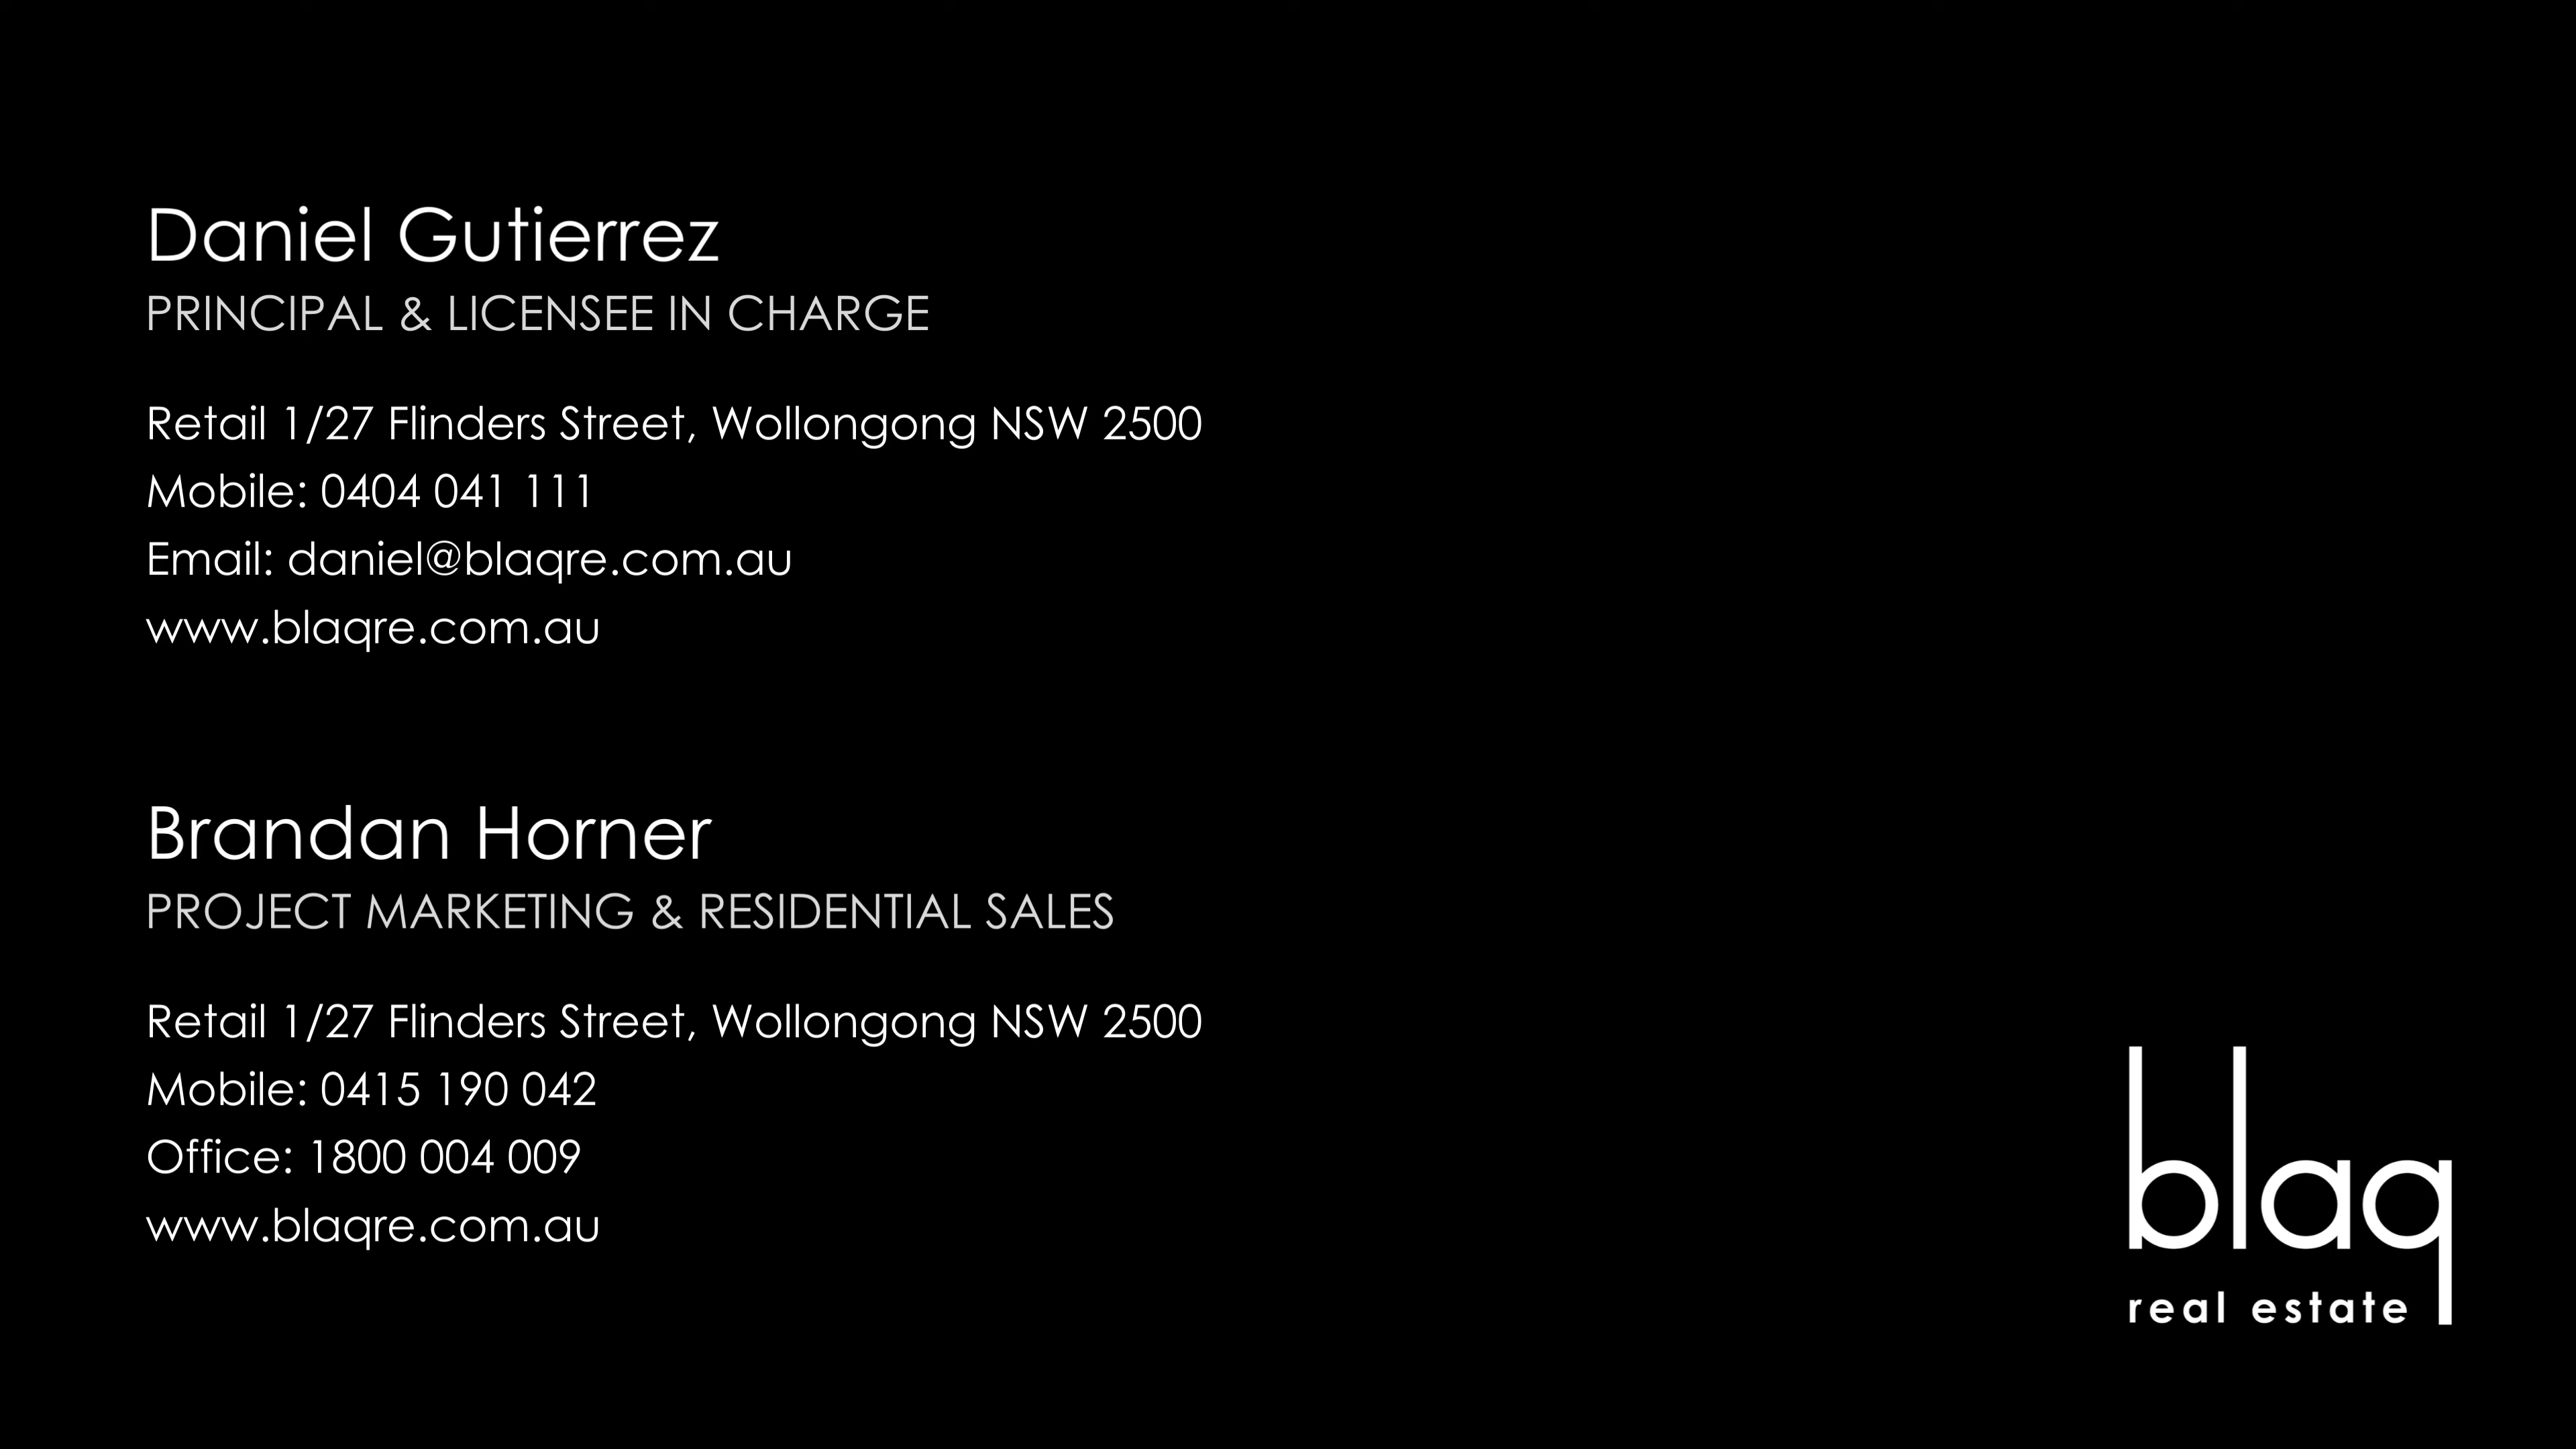 Daniel Gutierrez
PRINCIPAL & LICENSEE IN CHARGE
Retail 1/27 Flinders Street, Wollongong NSW 2500
Mobile: 0404 041 111
Email: daniel@blaqre.com.au
www.blaqre.com.au
Brandan Horner
PROJECT MARKETING & RESIDENTIAL SALES
Retail 1/27 Flinders Street, Wollongong NSW 2500
Mobile: 0415 190 042
Office: 1800 004 009
www.blaqre.com.au
blaq
real estate